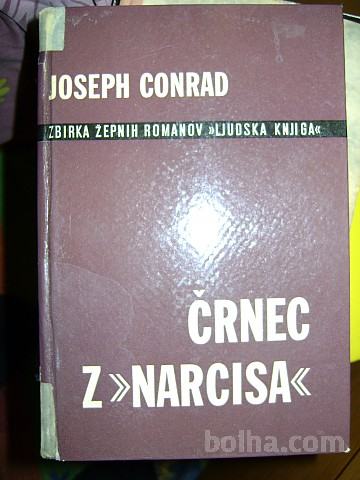 JOSEPH CONRAD
ZBIRKA ŽEPNIH ROMANOV »LJUDSKA KNJIGA«
ČRNEC
Z »NARCISA«
bolha.com